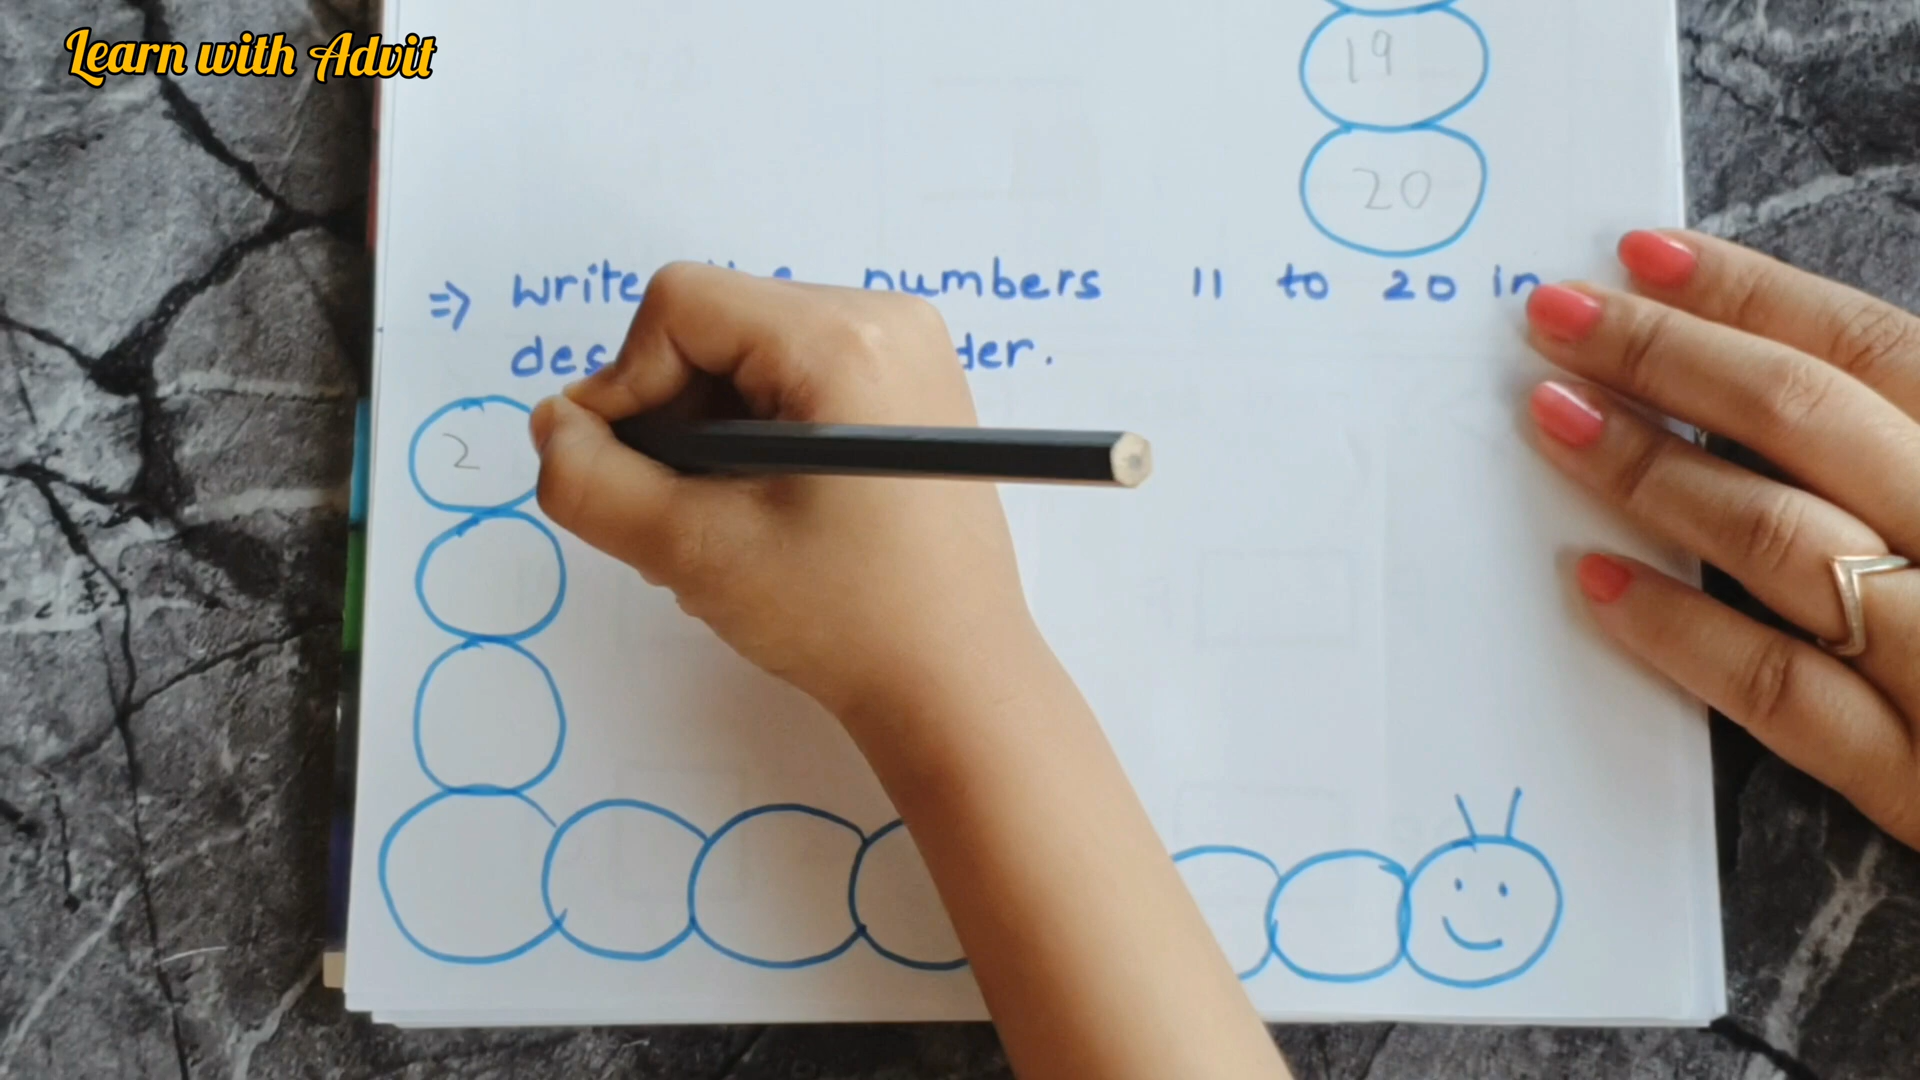 Learn with Advit
19
20
=> write numbers 11 to 20 in
des der.
2